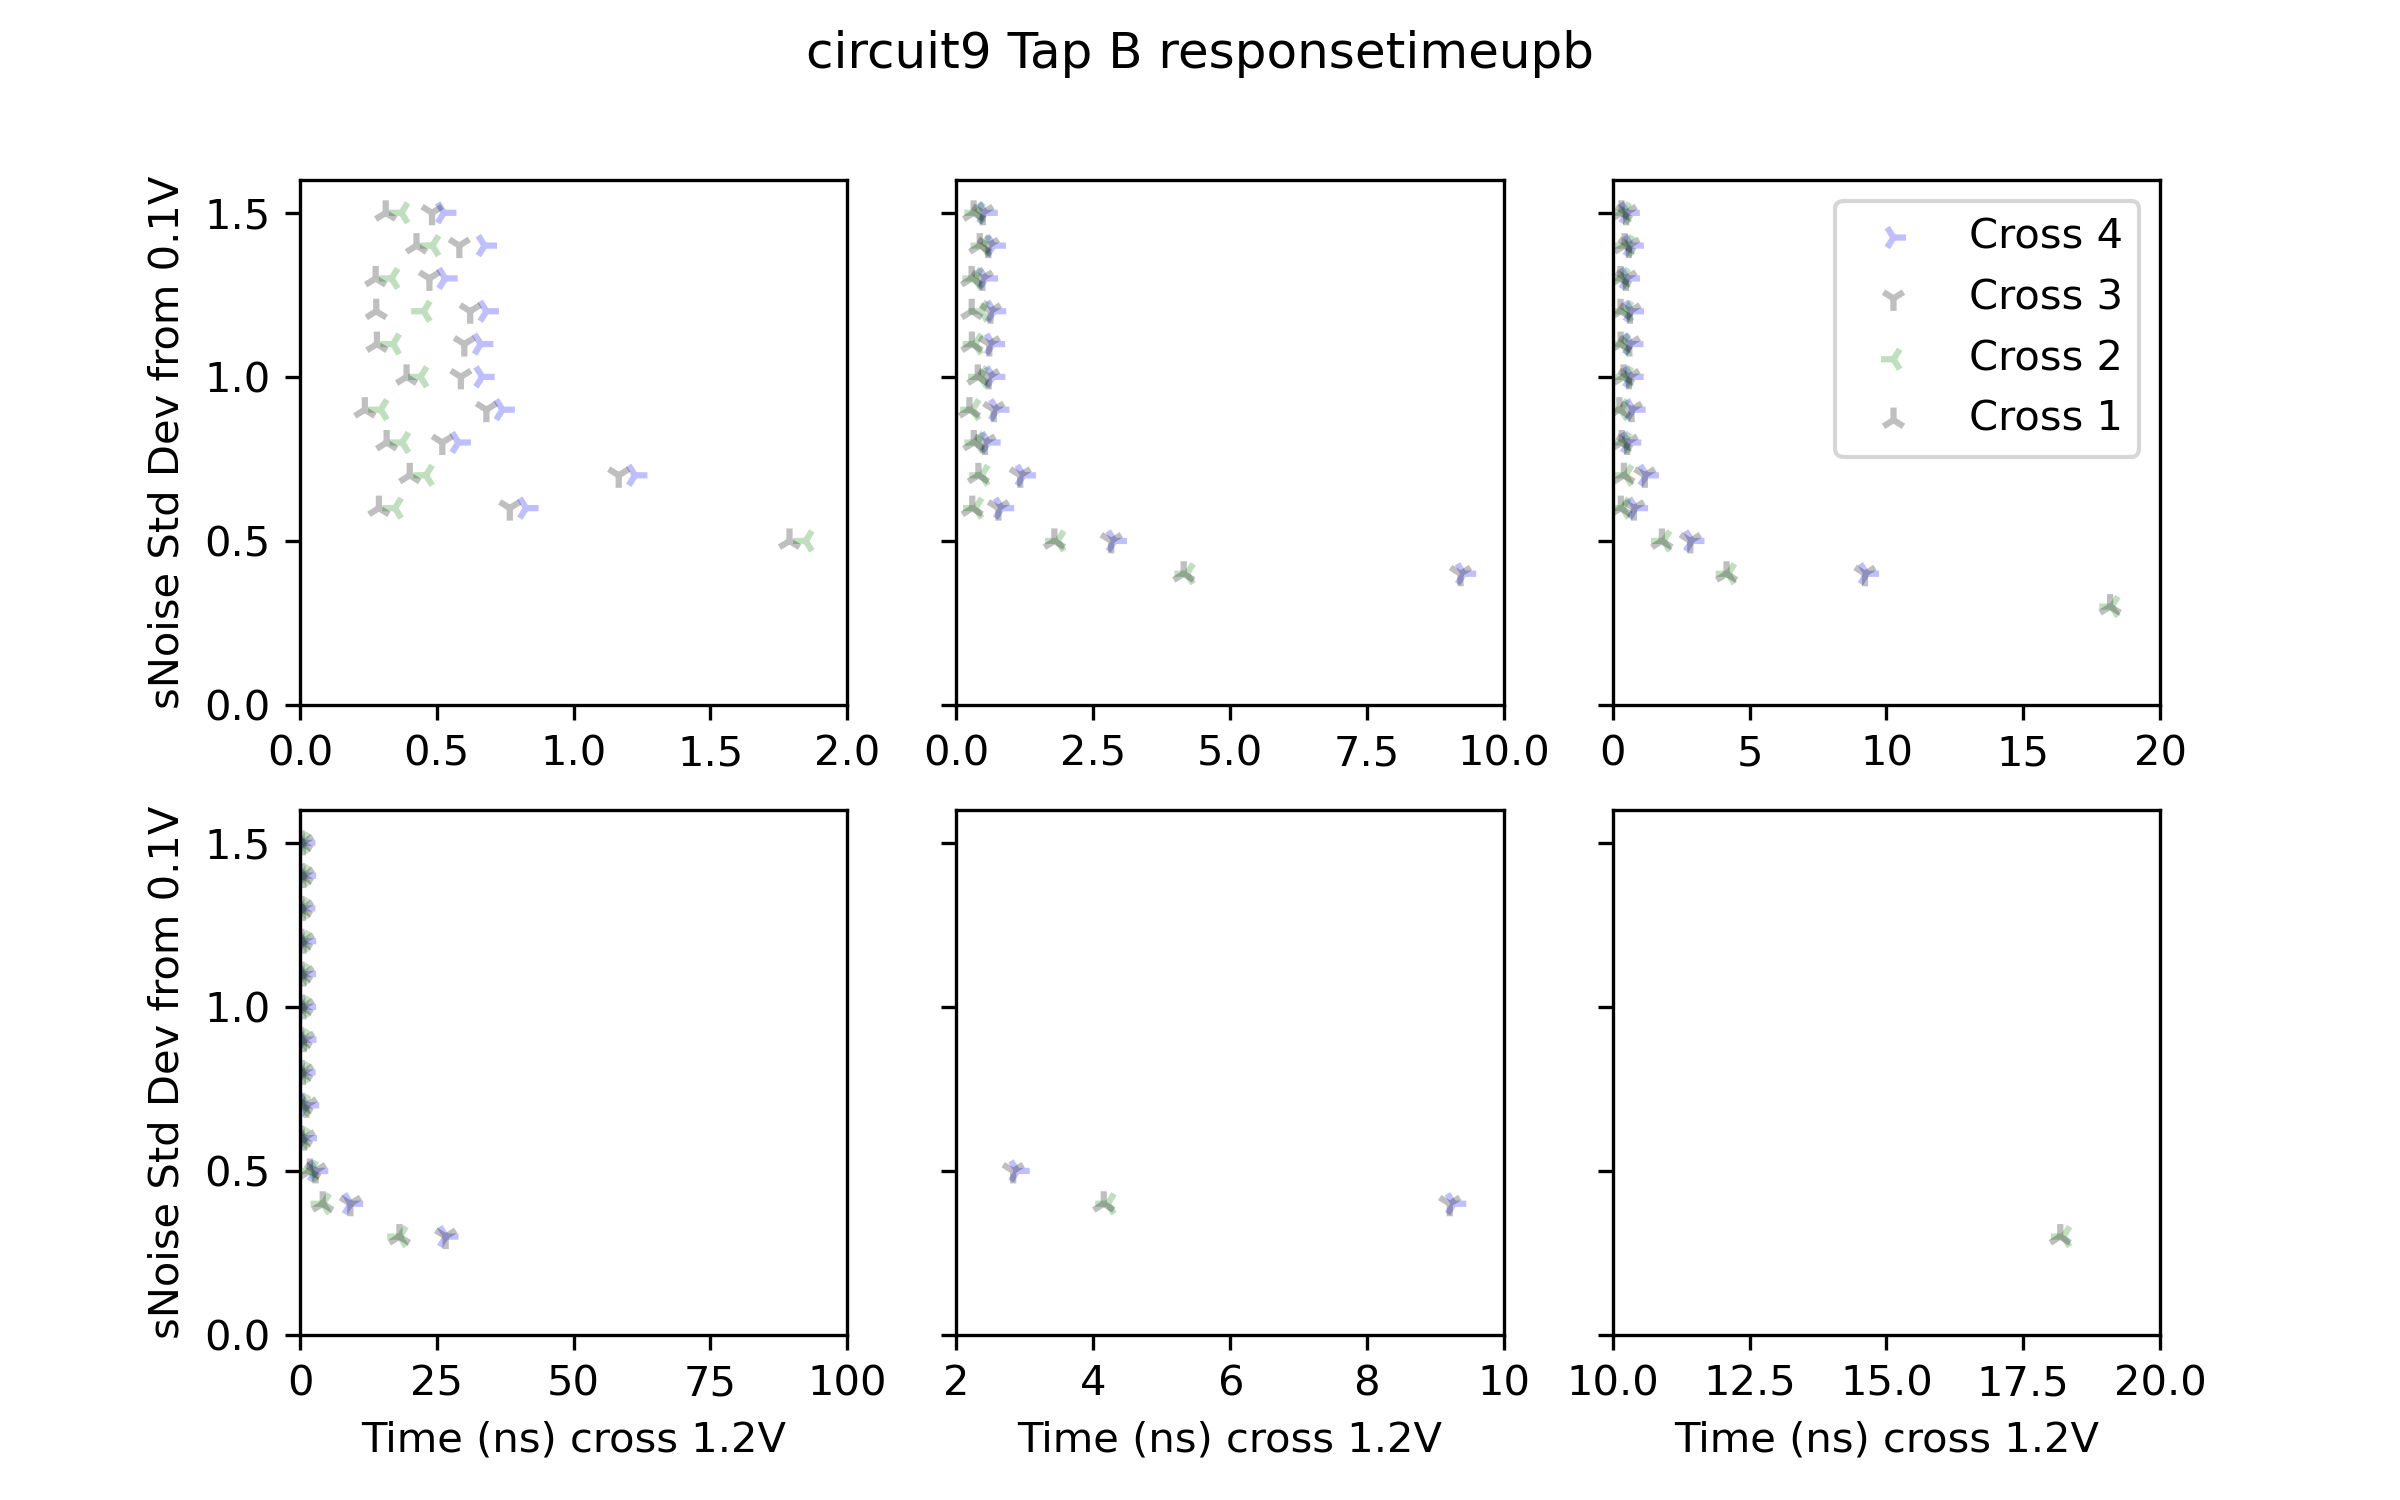 circuit9 Tap B responsetimeupb
sNoise Std Dev from 0.1V
1.5
1.0
0.5
0.0
0.0 0.5 1.0 1.5 2.0
0.0 2.5 5.0 7.5 10.0
Cross 4
Cross 3
Cross 2
Cross 1
0 5 10 15 20
sNoise Std Dev from 0.1V
1.5
1.0
0.5
0.0
0 25 50 75 100
Time (ns) cross 1.2V
2 4 6 8 10
Time (ns) cross 1.2V
10.0 12.5 15.0 17.5 20.0
Time (ns) cross 1.2V